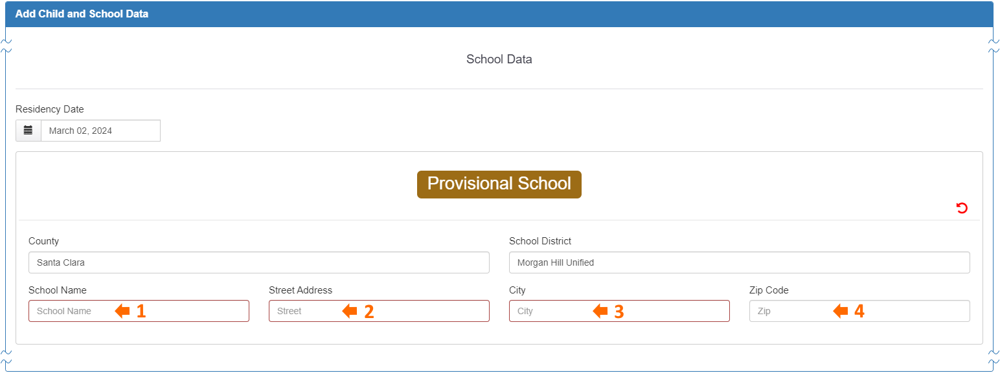 Add Child and School Data
School Data
Residency Date
March 02, 2024
Provisional School
County School District
Santa Clara Morgan Hill Unified
School Name Street Address City Zip Code
School Name 1 Street 2 City 3 Zip 4